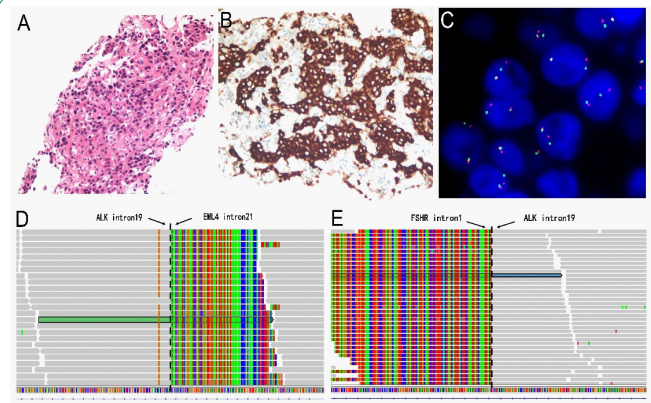 A
B
C
D
ALK intron19
EML4 intron21
E
FSHR intron1
ALK intron19